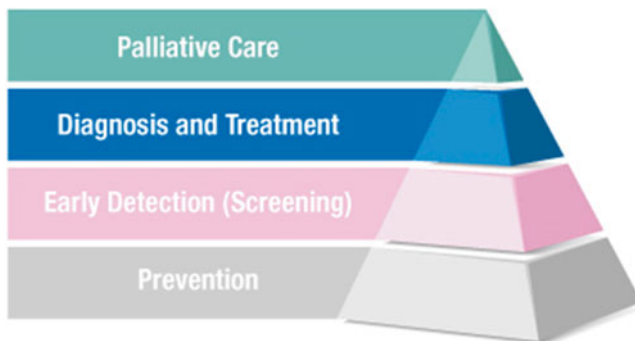 Palliative Care
Diagnosis and Treatment
Early Detection (Screening)
Prevention